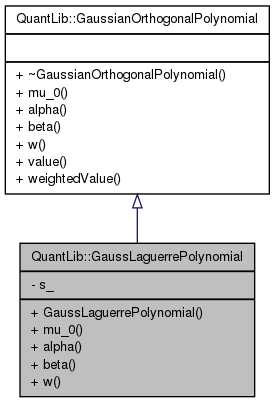 QuantLib::GaussianOrthogonalPolynomial
+ ~GaussianOrthogonalPolynomial()
+ mu_0()
+ alpha()
+ beta()
+ w()
+ value()
+ weightedValue()
QuantLib::GaussLaguerrePolynomial
- s_
+ GaussLaguerrePolynomial()
+ mu_0()
+ alpha()
+ beta()
+ w()